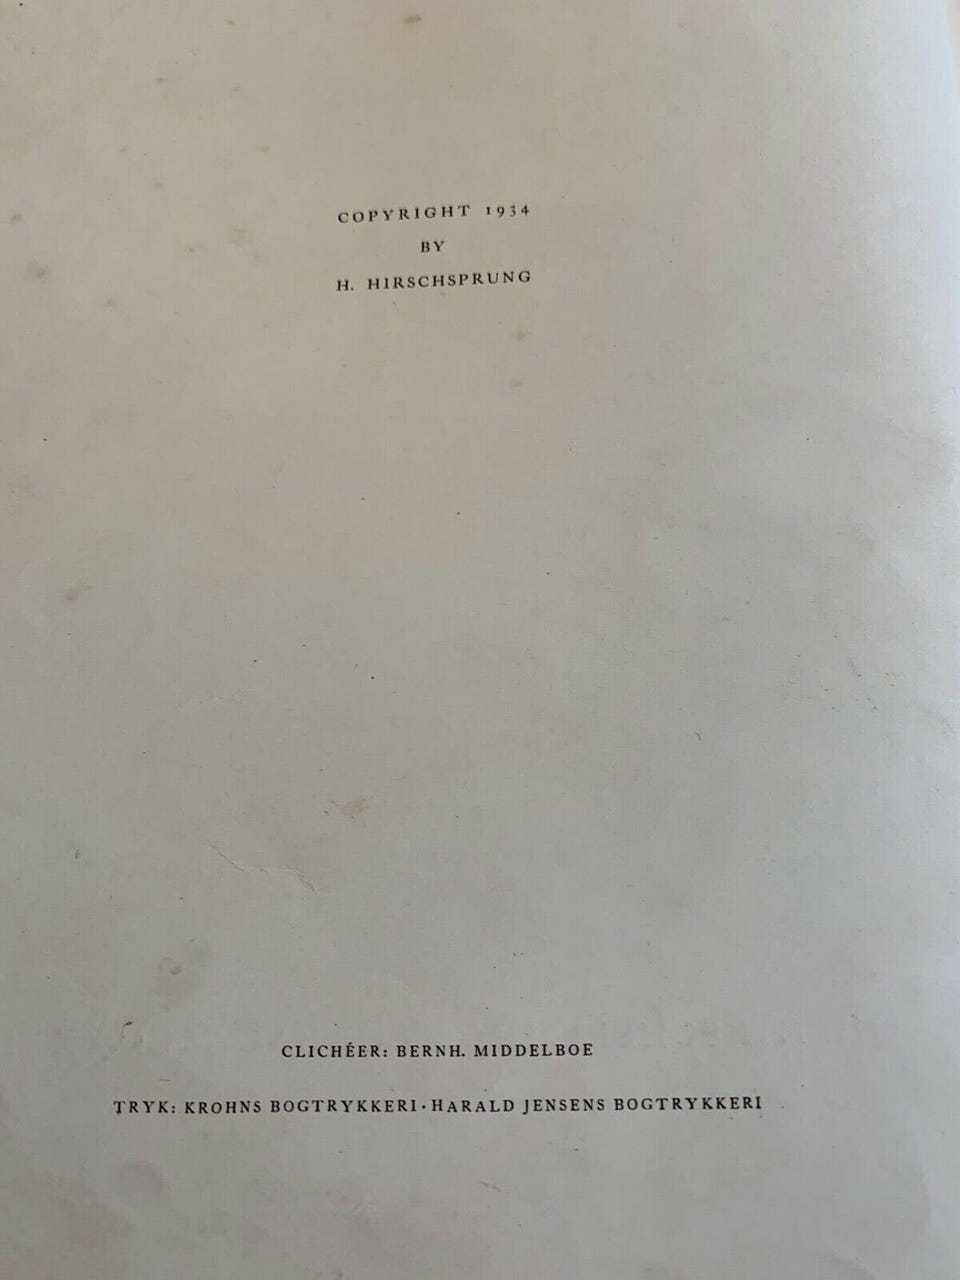 COPYRIGHT 1934
BY
H. HIRSCHSPRUNG
CLICHÉER: BERNH. MIDDELBOE
TRYK: KROHNS BOGTRYKKERI · HARALD JENSENS BOGTRYKKERI